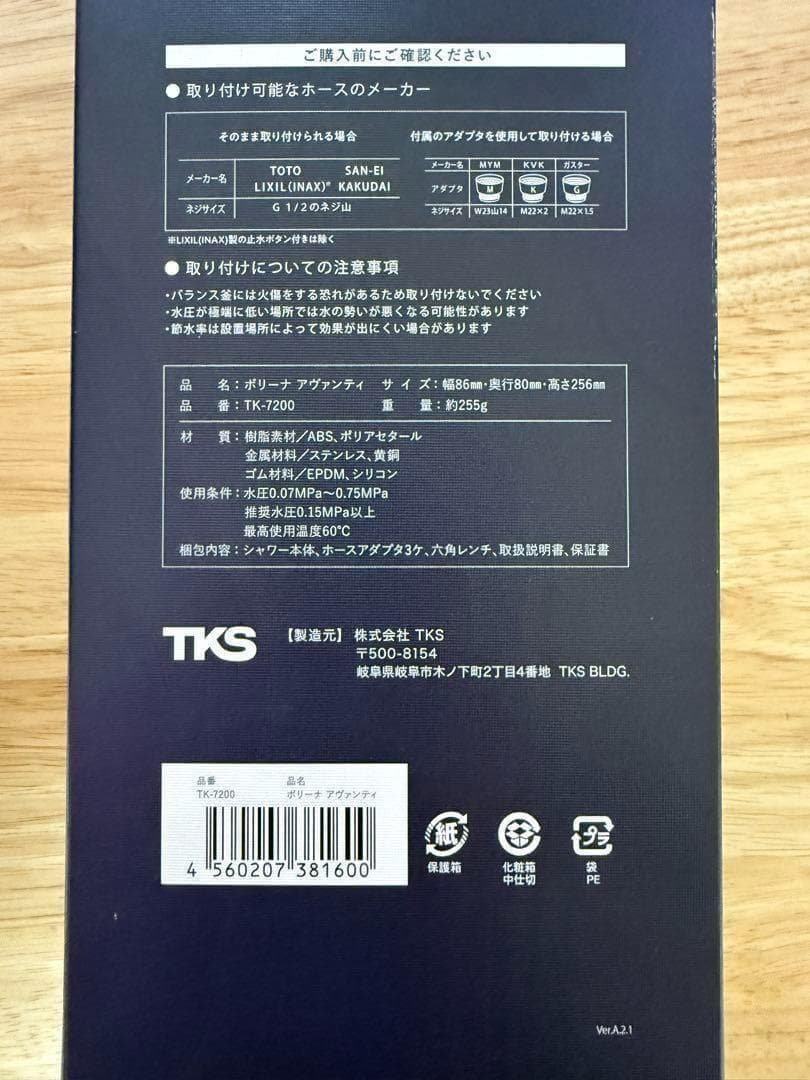 ご購入前にご確認ください
● 取り付け可能なホースのメーカー
そのまま取り付けられる場合
メーカー名 TOTO SAN-EI
LIXIL(INAX)※ KAKUDAI
ネジサイズ G 1/2のネジ山
付属のアダプタを使用して取り付ける場合
メーカー名 MYM KVK ガスター
アダプタ M K G
ネジサイズ W23山14 M22×2 M22×1.5
※LIXIL(INAX)製の止水ボタン付きは除く
● 取り付けについての注意事項
・バランス釜には火傷をする恐れがあるため取り付けないでください
・水圧が極端に低い場所では水の勢いが悪くなる可能性があります
・節水率は設置場所によって効果が出にくい場合があります
品 名：ボリーナ アヴァンティ サ イ ズ：幅86mm・奥行80mm・高さ256mm
品 番：TK-7200 重 量：約255g
材 質：樹脂素材／ABS、ポリアセタール
金属材料／ステンレス、黄銅
ゴム材料／EPDM、シリコン
使用条件：水圧0.07MPa〜0.75MPa
推奨水圧0.15MPa以上
最高使用温度60℃
梱包内容：シャワー本体、ホースアダプタ3ケ、六角レンチ、取扱説明書、保証書
TKS 【製造元】 株式会社 TKS
〒500-8154
岐阜県岐阜市木ノ下町2丁目4番地 TKS BLDG.
品番 品名
TK-7200 ボリーナ アヴァンティ
4 560207 381600
紙 プラ
保護箱 化粧箱 袋
中仕切 PE
Ver.A.2.1